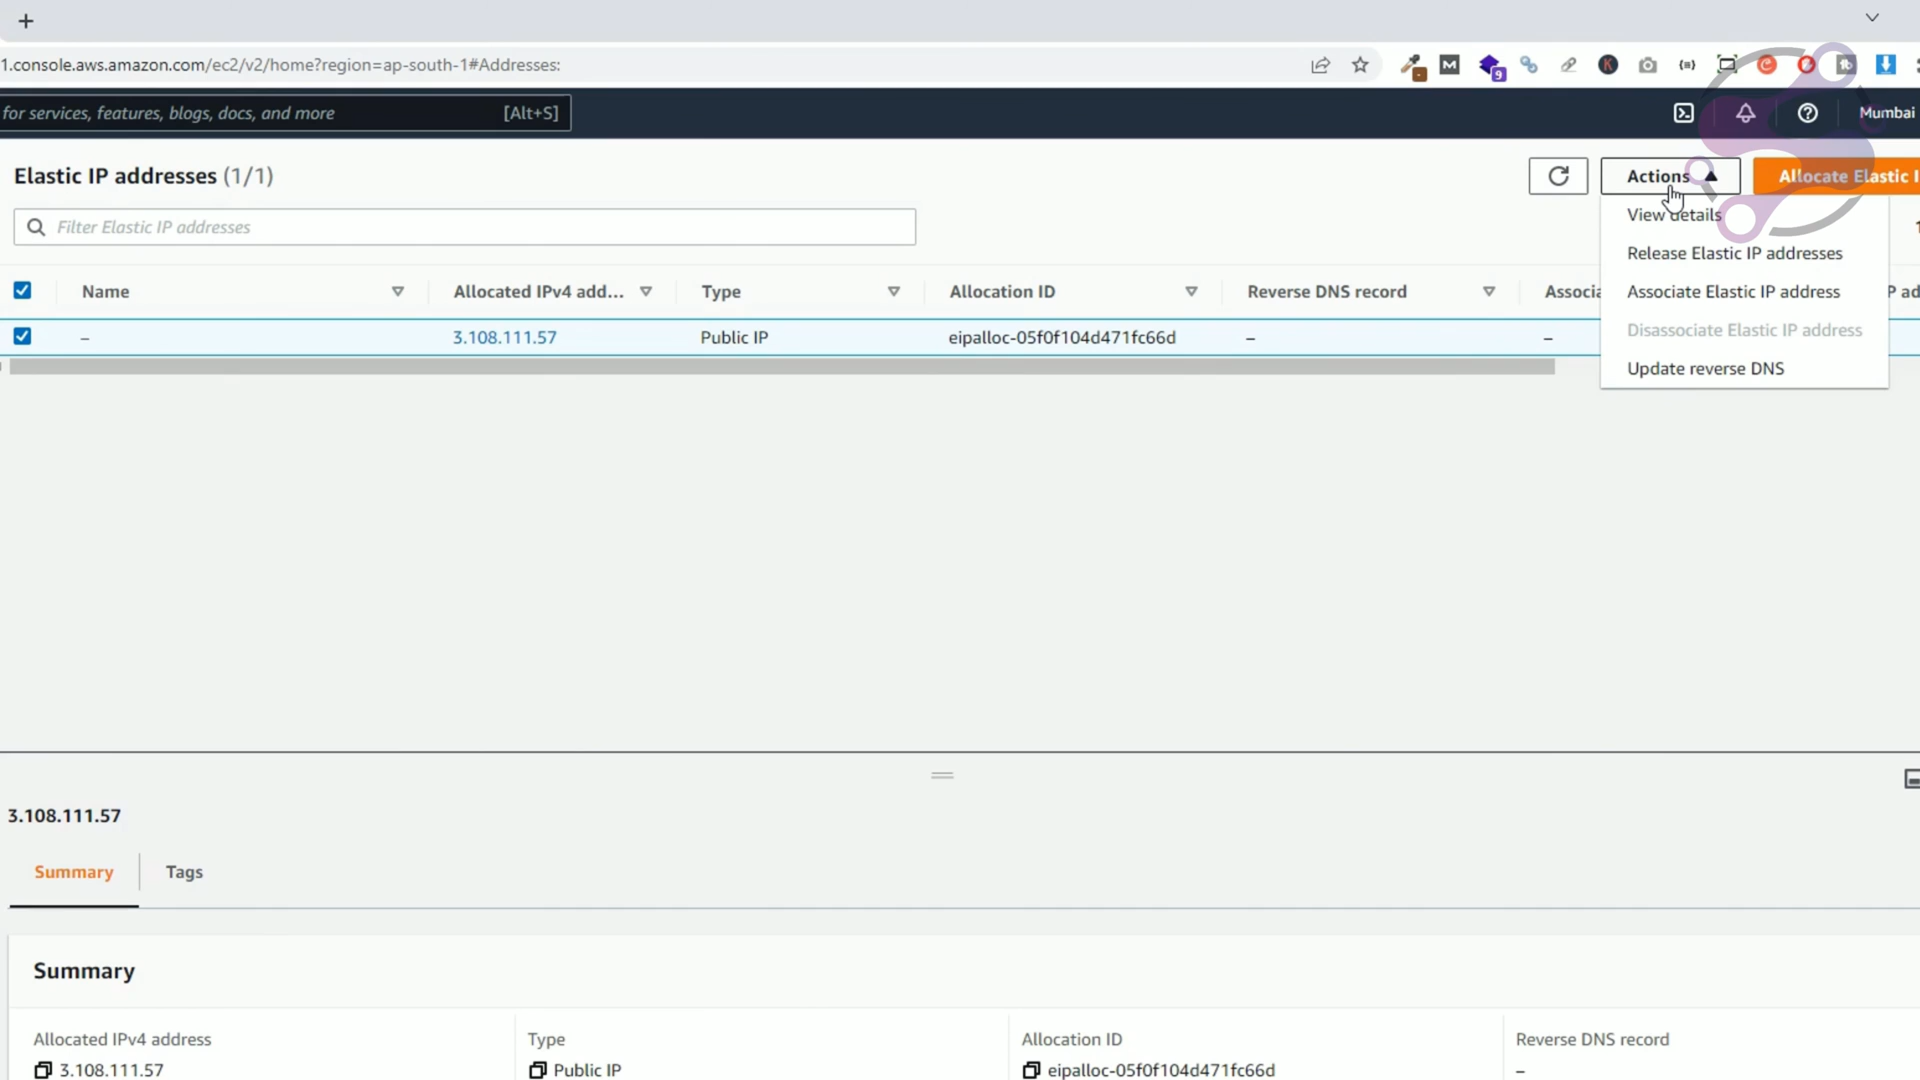 1.console.aws.amazon.com/ec2/v2/home?region=ap-south-1#Addresses:
for services, features, blogs, docs, and more [Alt+S] Mumbai
Elastic IP addresses (1/1) Actions Allocate Elastic I
Filter Elastic IP addresses
View details
Release Elastic IP addresses
Associate Elastic IP address
Disassociate Elastic IP address
Update reverse DNS
Name Allocated IPv4 add... Type Allocation ID Reverse DNS record Associa P ad
– 3.108.111.57 Public IP eipalloc-05f0f104d471fc66d – –
3.108.111.57
Summary Tags
Summary
Allocated IPv4 address Type Allocation ID Reverse DNS record
3.108.111.57 Public IP eipalloc-05f0f104d471fc66d –